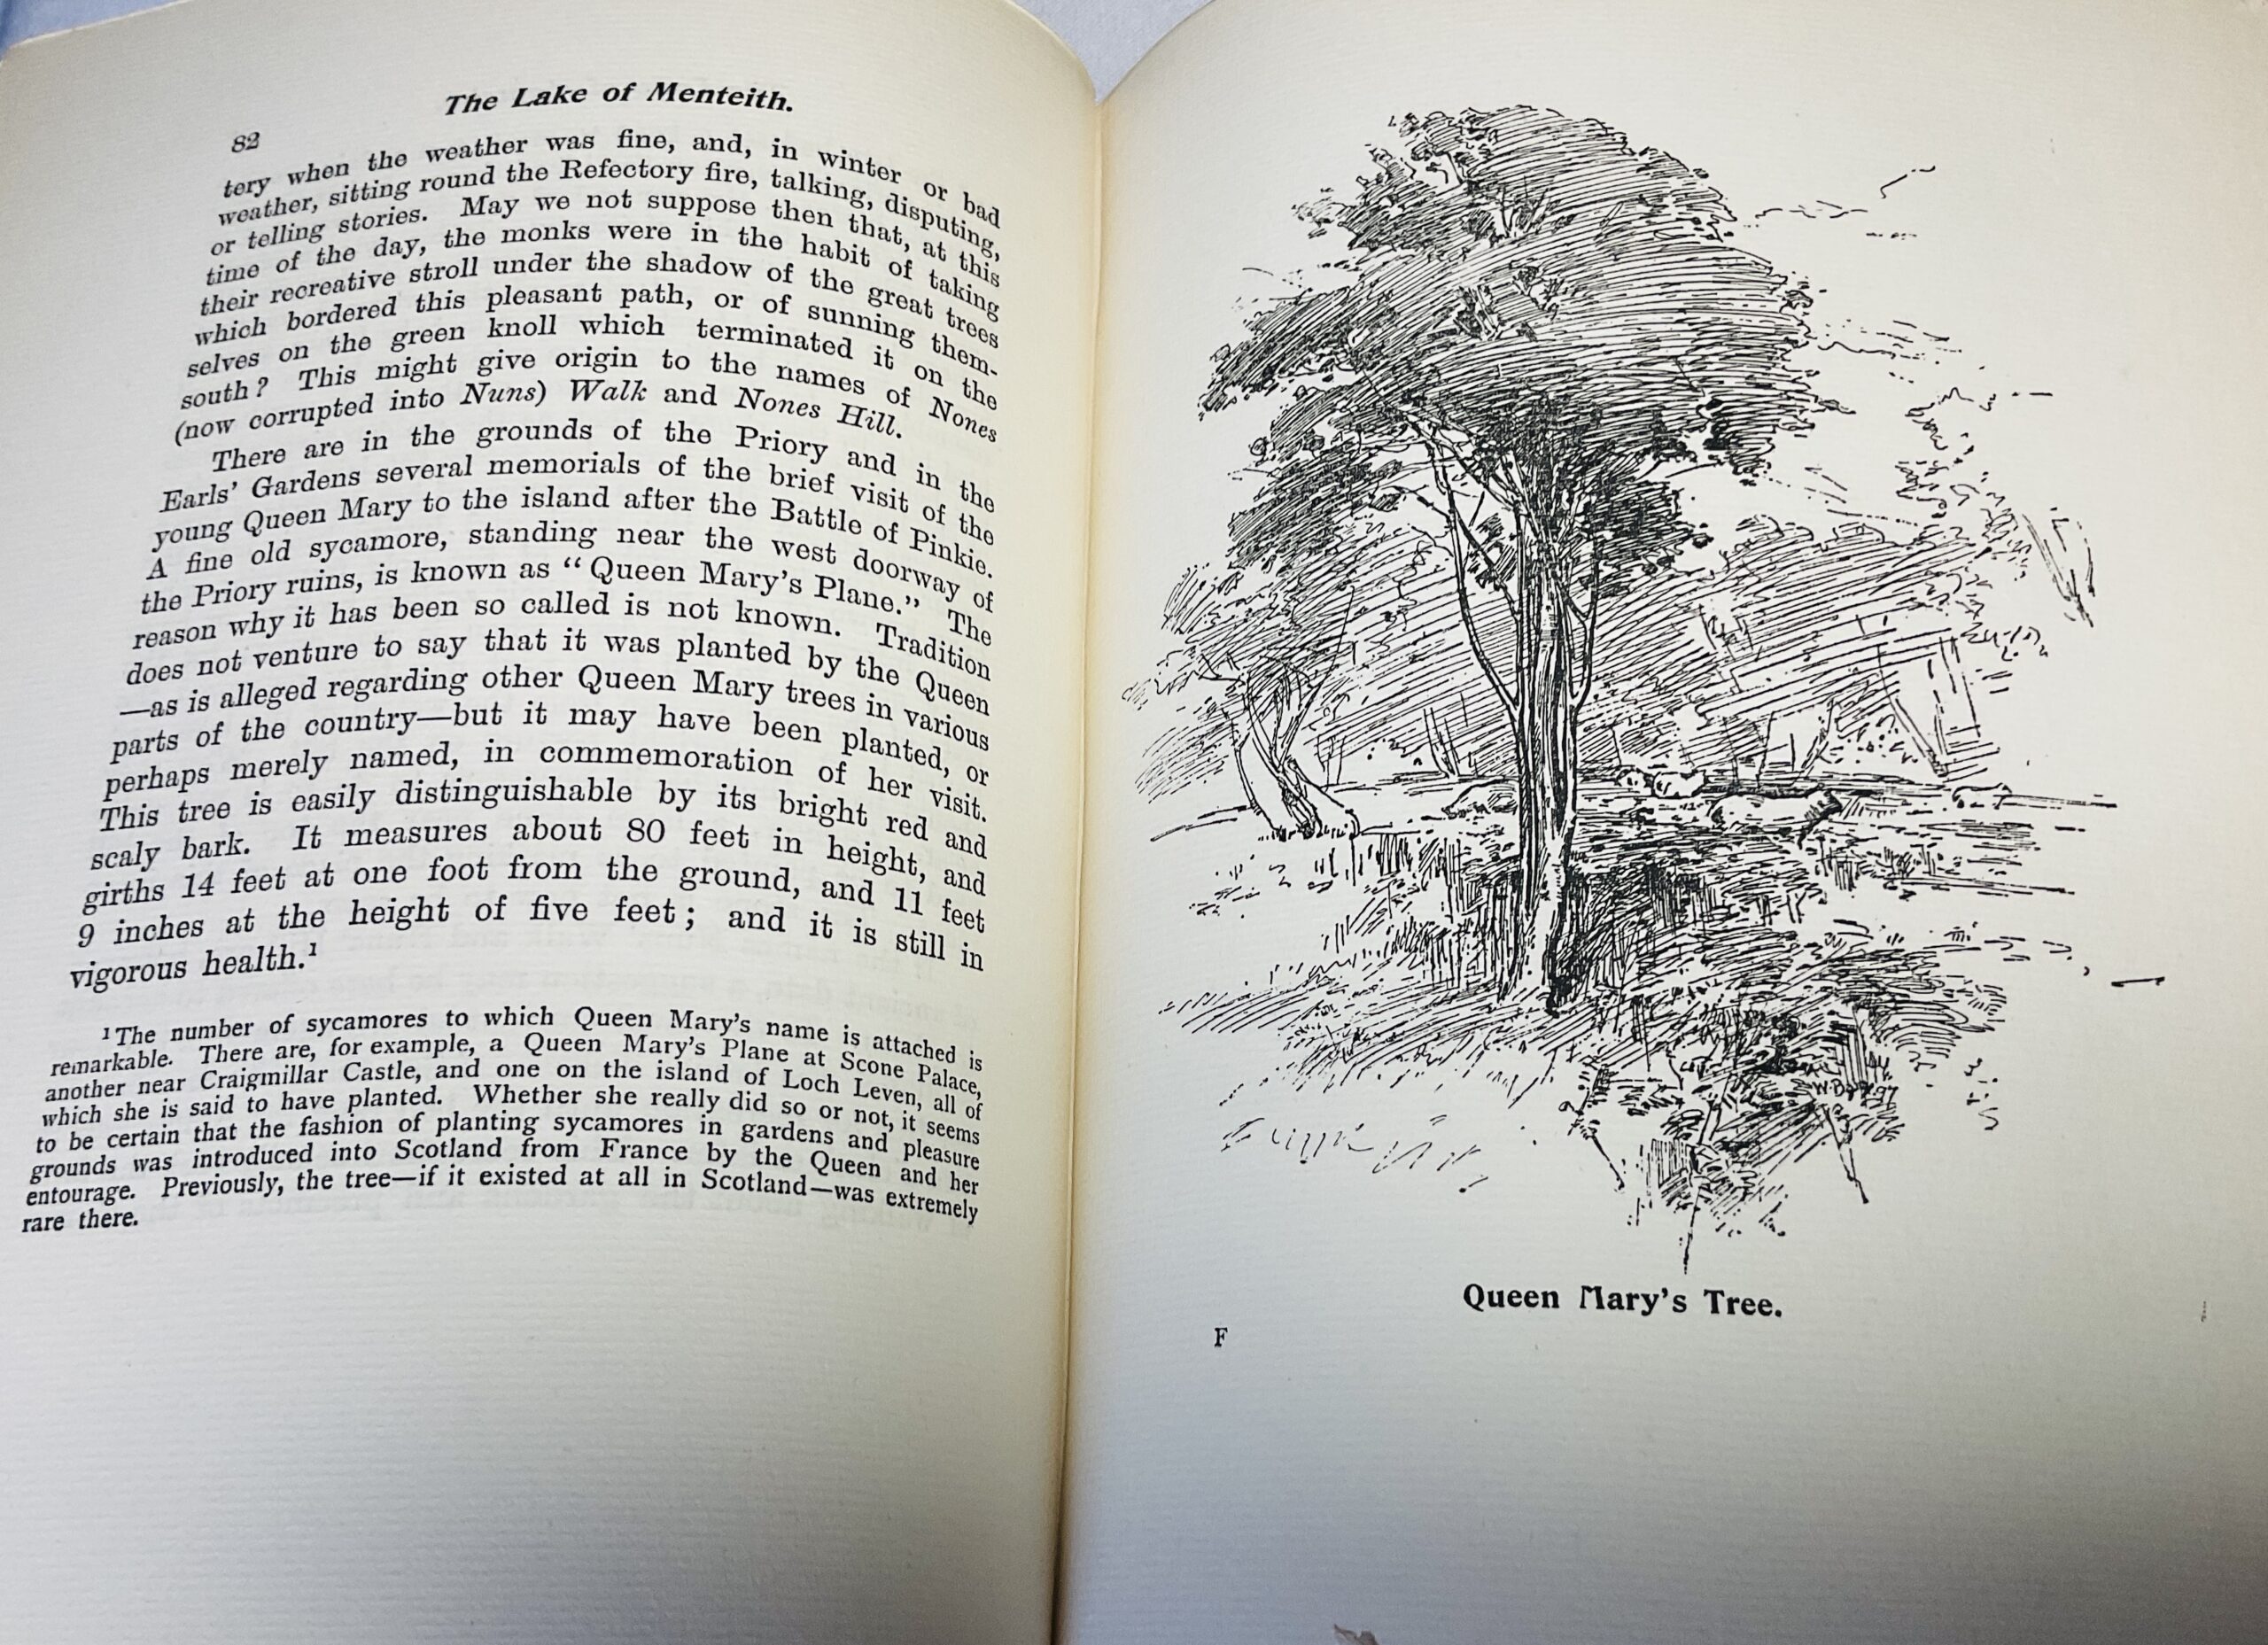 The Lake of Menteith.
82
tery when the weather was fine, and, in winter or bad
weather, sitting round the Refectory fire, talking, disputing,
or telling stories. May we not suppose then that, at this
time of the day, the monks were in the habit of taking
their recreative stroll under the shadow of the great trees
which bordered this pleasant path, or of sunning them-
selves on the green knoll which terminated it on the
south? This might give origin to the names of Nones
(now corrupted into Nuns) Walk and Nones Hill.
There are in the grounds of the Priory and in the
Earls' Gardens several memorials of the brief visit of the
young Queen Mary to the island after the Battle of Pinkie.
A fine old sycamore, standing near the west doorway of
the Priory ruins, is known as “Queen Mary's Plane.” The
reason why it has been so called is not known. Tradition
does not venture to say that it was planted by the Queen
—as is alleged regarding other Queen Mary trees in various
parts of the country—but it may have been planted, or
perhaps merely named, in commemoration of her visit.
This tree is easily distinguishable by its bright red and
scaly bark. It measures about 80 feet in height, and
girths 14 feet at one foot from the ground, and 11 feet
9 inches at the height of five feet; and it is still in
vigorous health.¹
¹ The number of sycamores to which Queen Mary's name is attached is
remarkable. There are, for example, a Queen Mary's Plane at Scone Palace,
another near Craigmillar Castle, and one on the island of Loch Leven, all of
which she is said to have planted. Whether she really did so or not, it seems
to be certain that the fashion of planting sycamores in gardens and pleasure
grounds was introduced into Scotland from France by the Queen and her
entourage. Previously, the tree—if it existed at all in Scotland—was extremely
rare there.
Queen Mary's Tree.
F